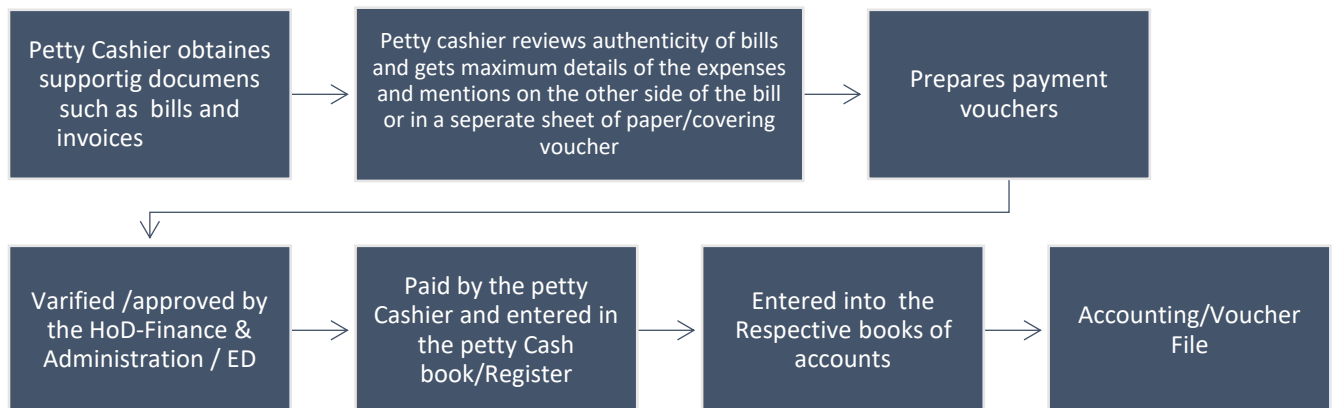 Petty Cashier obtaines
supportig documens
such as bills and
invoices
Petty cashier reviews authenticity of bills
and gets maximum details of the expenses
and mentions on the other side of the bill
or in a seperate sheet of paper/covering
voucher
Prepares payment
vouchers
Varified /approved by
the HoD-Finance &
Administration / ED
Paid by the petty
Cashier and entered in
the petty Cash
book/Register
Entered into the
Respective books of
accounts
Accounting/Voucher
File